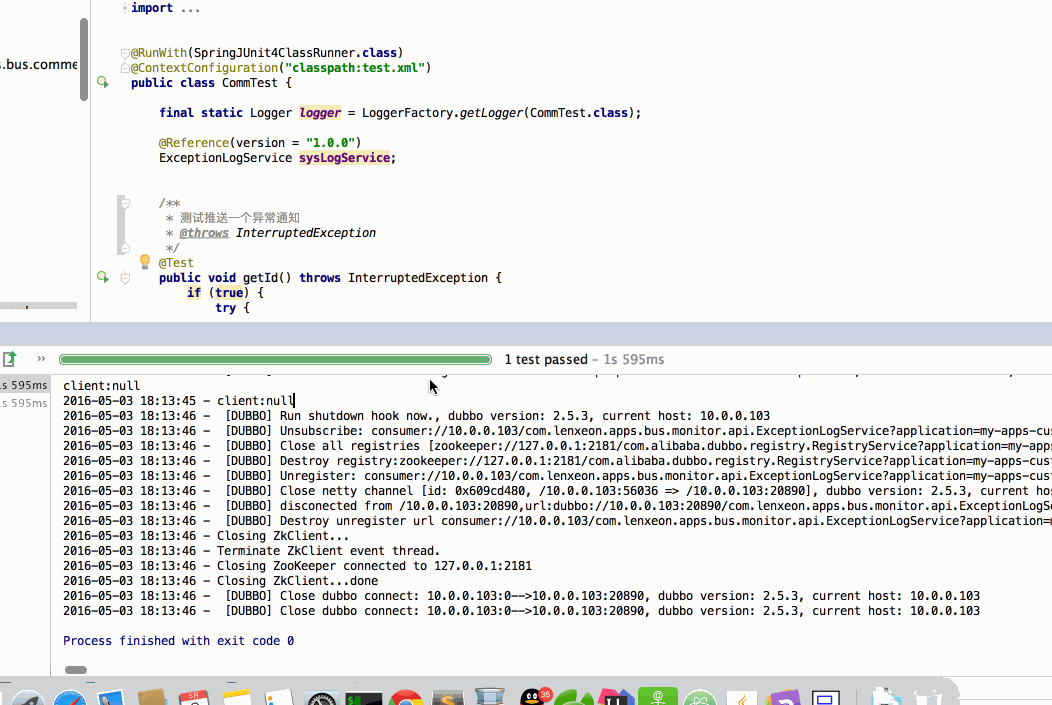 import ...
@RunWith(SpringJUnit4ClassRunner.class)
s.bus.comme
@ContextConfiguration("classpath:test.xml")
public class CommTest {
final static Logger logger = LoggerFactory.getLogger(CommTest.class);
@Reference(version = "1.0.0")
ExceptionLogService sysLogService;
/**
* 测试推送一个异常通知
* @throws InterruptedException
*/
@Test
public void getId() throws InterruptedException {
if (true) {
try {
1 test passed – 1s 595ms
1s 595ms
client:null
1s 595ms
2016-05-03 18:13:45 – client:null
2016-05-03 18:13:46 –  [DUBBO] Run shutdown hook now., dubbo version: 2.5.3, current host: 10.0.0.103
2016-05-03 18:13:46 –  [DUBBO] Unsubscribe: consumer://10.0.0.103/com.lenxeon.apps.bus.monitor.api.ExceptionLogService?application=my-apps-cus
2016-05-03 18:13:46 –  [DUBBO] Close all registries [zookeeper://127.0.0.1:2181/com.alibaba.dubbo.registry.RegistryService?application=my-apps
2016-05-03 18:13:46 –  [DUBBO] Destroy registry:zookeeper://127.0.0.1:2181/com.alibaba.dubbo.registry.RegistryService?application=my-apps-cust
2016-05-03 18:13:46 –  [DUBBO] Unregister: consumer://10.0.0.103/com.lenxeon.apps.bus.monitor.api.ExceptionLogService?application=my-apps-cust
2016-05-03 18:13:46 –  [DUBBO] Close netty channel [id: 0x609cd480, /10.0.0.103:56036 => /10.0.0.103:20890], dubbo version: 2.5.3, current hos
2016-05-03 18:13:46 –  [DUBBO] disconected from /10.0.0.103:20890,url:dubbo://10.0.0.103:20890/com.lenxeon.apps.bus.monitor.api.ExceptionLogSe
2016-05-03 18:13:46 –  [DUBBO] Destroy unregister url consumer://10.0.0.103/com.lenxeon.apps.bus.monitor.api.ExceptionLogService?application=m
2016-05-03 18:13:46 – Closing ZkClient...
2016-05-03 18:13:46 – Terminate ZkClient event thread.
2016-05-03 18:13:46 – Closing ZooKeeper connected to 127.0.0.1:2181
2016-05-03 18:13:46 – Closing ZkClient...done
2016-05-03 18:13:46 –  [DUBBO] Close dubbo connect: 10.0.0.103:0-->10.0.0.103:20890, dubbo version: 2.5.3, current host: 10.0.0.103
2016-05-03 18:13:46 –  [DUBBO] Close dubbo connect: 10.0.0.103:0-->10.0.0.103:20890, dubbo version: 2.5.3, current host: 10.0.0.103
Process finished with exit code 0
35